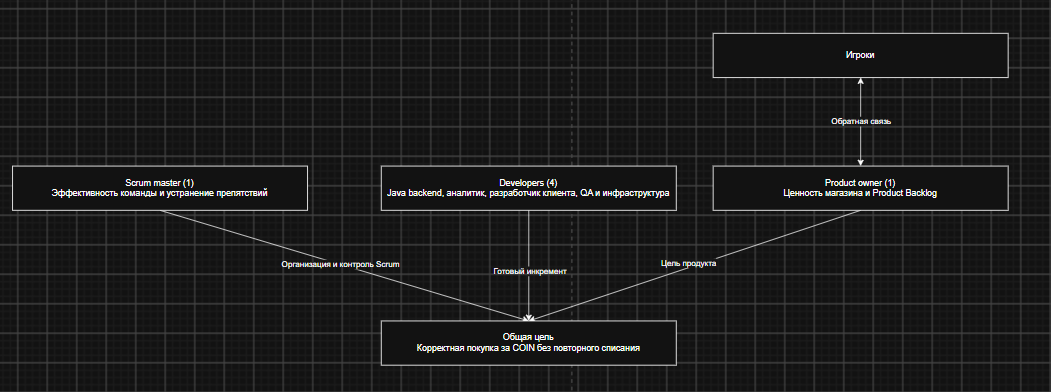 Игроки
Обратная связь
Scrum master (1)
Эффективность команды и устранение препятствий
Developers (4)
Java backend, аналитик, разработчик клиента, QA и инфраструктура
Product owner (1)
Ценность магазина и Product Backlog
Организация и контроль Scrum
Готовый инкремент
Цель продукта
Общая цель
Корректная покупка за COIN без повторного списания